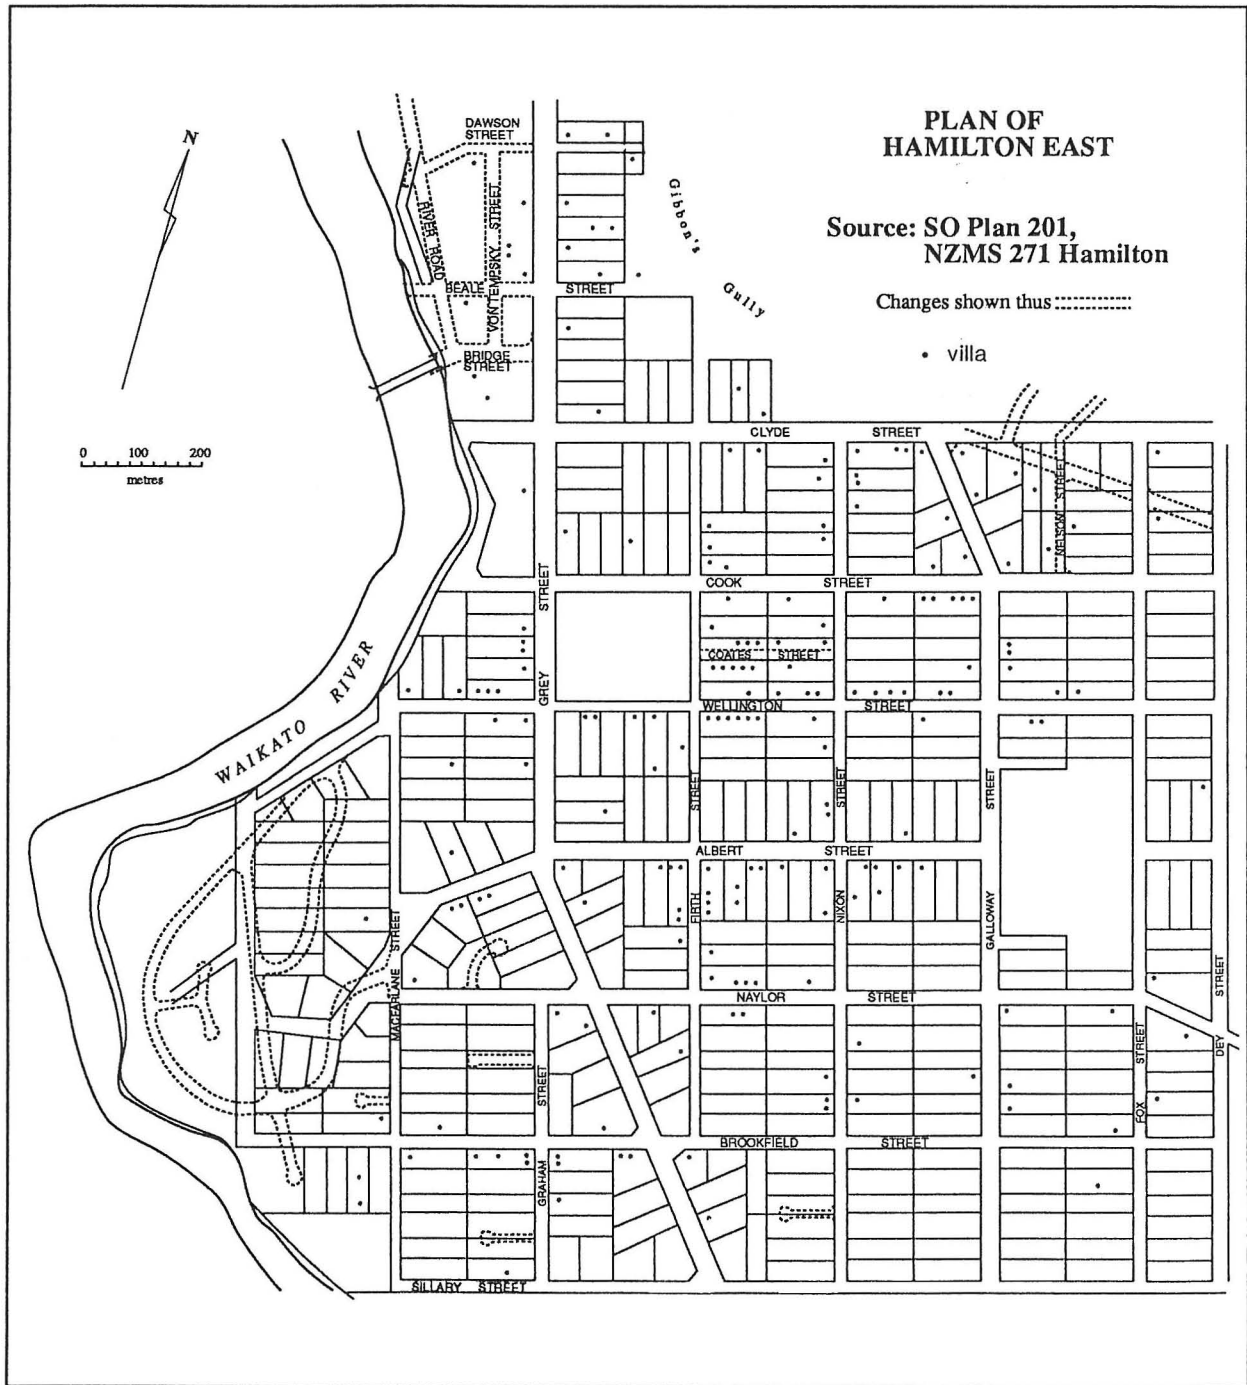 PLAN OF
HAMILTON EAST
Source: SO Plan 201,
NZMS 271 Hamilton
Changes shown thus
villa
N
0 100 200
metres
DAWSON
STREET
RIVER ROAD
VONTEMPSKY STREET
Gibbon's
Gully
BEALE STREET
BRIDGE
STREET
CLYDE STREET
NELSON STREET
COOK STREET
GREY STREET
COATES STREET
WAIKATO RIVER
WELLINGTON STREET
FIRTH STREET
NIXON STREET
GALLOWAY STREET
ALBERT STREET
MACFARLANE STREET
NAYLOR STREET
FOX STREET
DEY STREET
BROOKFIELD STREET
GRAHAM STREET
SILLARY STREET